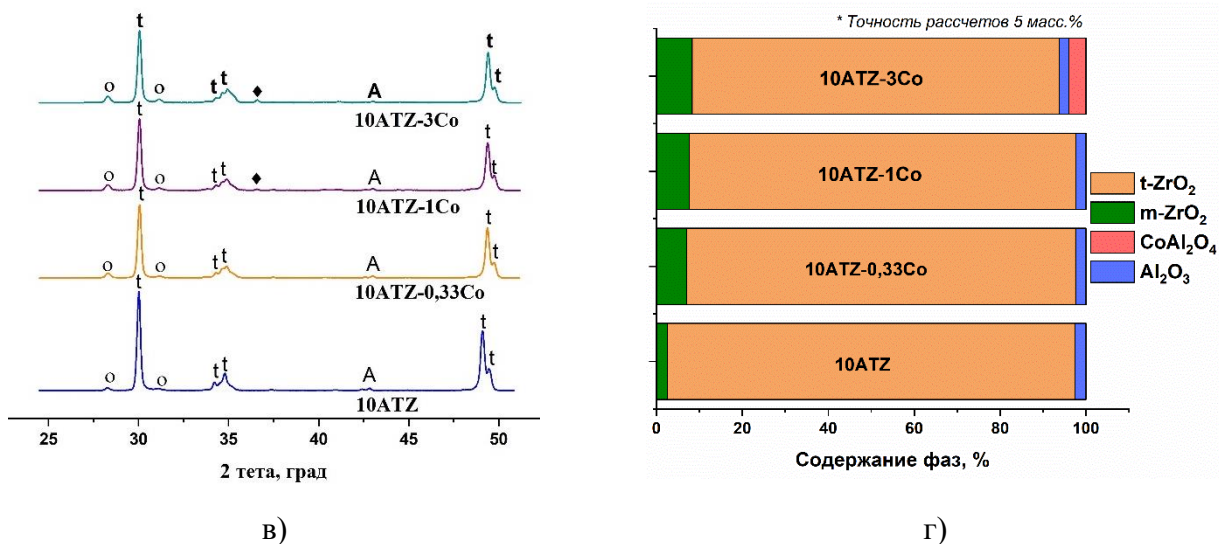 t
t
t
o
o
t
t
♦
A
10ATZ-3Co
t
t
t
o
o
t
t
♦
A
10ATZ-1Co
t
t
t
o
o
t
t
A
10ATZ-0,33Co
t
t
t
o
o
t
t
A
10ATZ
25 30 35 40 45 50
2 тета, град
в)
* Точность рассчетов 5 масс.%
10ATZ-3Co
10ATZ-1Co
10ATZ-0,33Co
10ATZ
0 20 40 60 80 100
Содержание фаз, %
t-ZrO₂
m-ZrO₂
CoAl₂O₄
Al₂O₃
г)